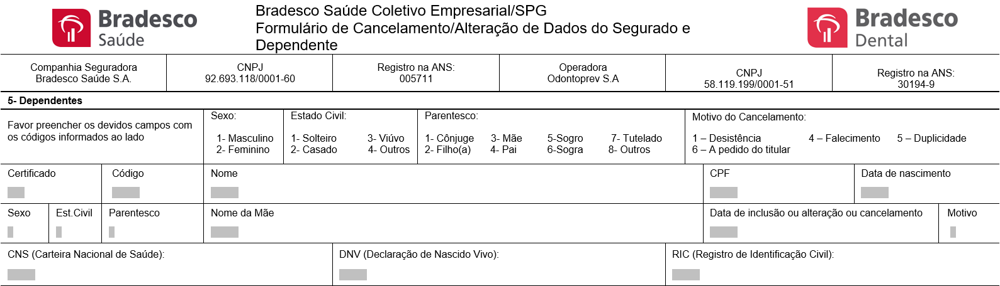 Bradesco
Saúde
Bradesco Saúde Coletivo Empresarial/SPG
Formulário de Cancelamento/Alteração de Dados do Segurado e
Dependente
Bradesco
Dental
Companhia Seguradora
Bradesco Saúde S.A.
CNPJ
92.693.118/0001-60
Registro na ANS:
005711
Operadora
Odontoprev S.A
CNPJ
58.119.199/0001-51
Registro na ANS:
30194-9
5- Dependentes
Favor preencher os devidos campos com
os códigos informados ao lado
Sexo:
1- Masculino
2- Feminino
Estado Civil:
1- Solteiro 3- Viúvo
2- Casado 4- Outros
Parentesco:
1- Cônjuge 3- Mãe 5-Sogro 7- Tutelado
2- Filho(a) 4- Pai 6-Sogra 8- Outros
Motivo do Cancelamento:
1 – Desistência 4 – Falecimento 5 – Duplicidade
6 – A pedido do titular
Certificado
Código
Nome
CPF
Data de nascimento
Sexo
Est.Civil
Parentesco
Nome da Mãe
Data de inclusão ou alteração ou cancelamento
Motivo
CNS (Carteira Nacional de Saúde):
DNV (Declaração de Nascido Vivo):
RIC (Registro de Identificação Civil):